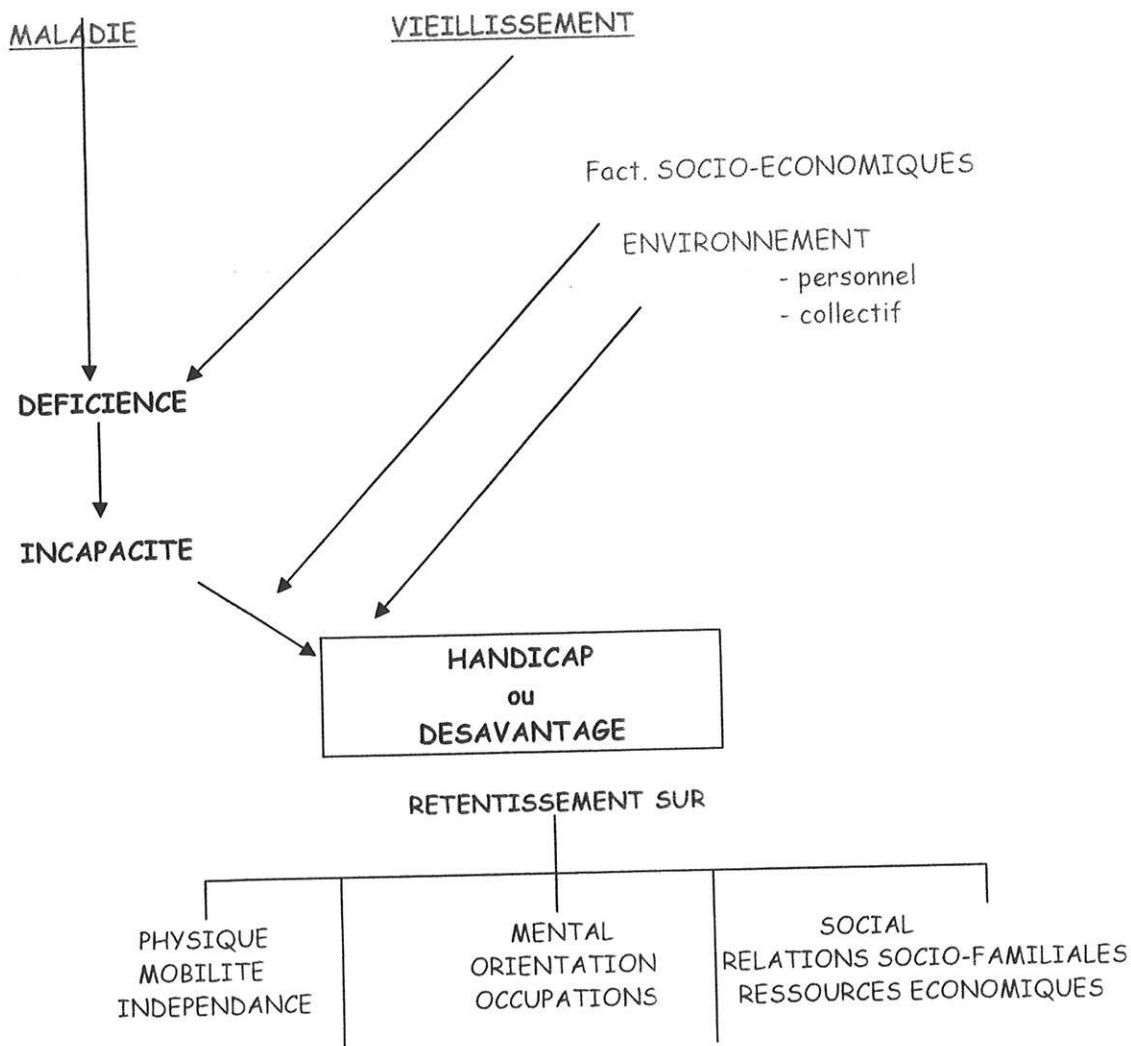 MALADIE
VIEILLISSEMENT
Fact. SOCIO-ECONOMIQUES
ENVIRONNEMENT
- personnel
- collectif
DEFICIENCE
INCAPACITE
HANDICAP
ou
DESAVANTAGE
RETENTISSEMENT SUR
PHYSIQUE
MOBILITE
INDEPENDANCE
MENTAL
ORIENTATION
OCCUPATIONS
SOCIAL
RELATIONS SOCIO-FAMILIALES
RESSOURCES ECONOMIQUES